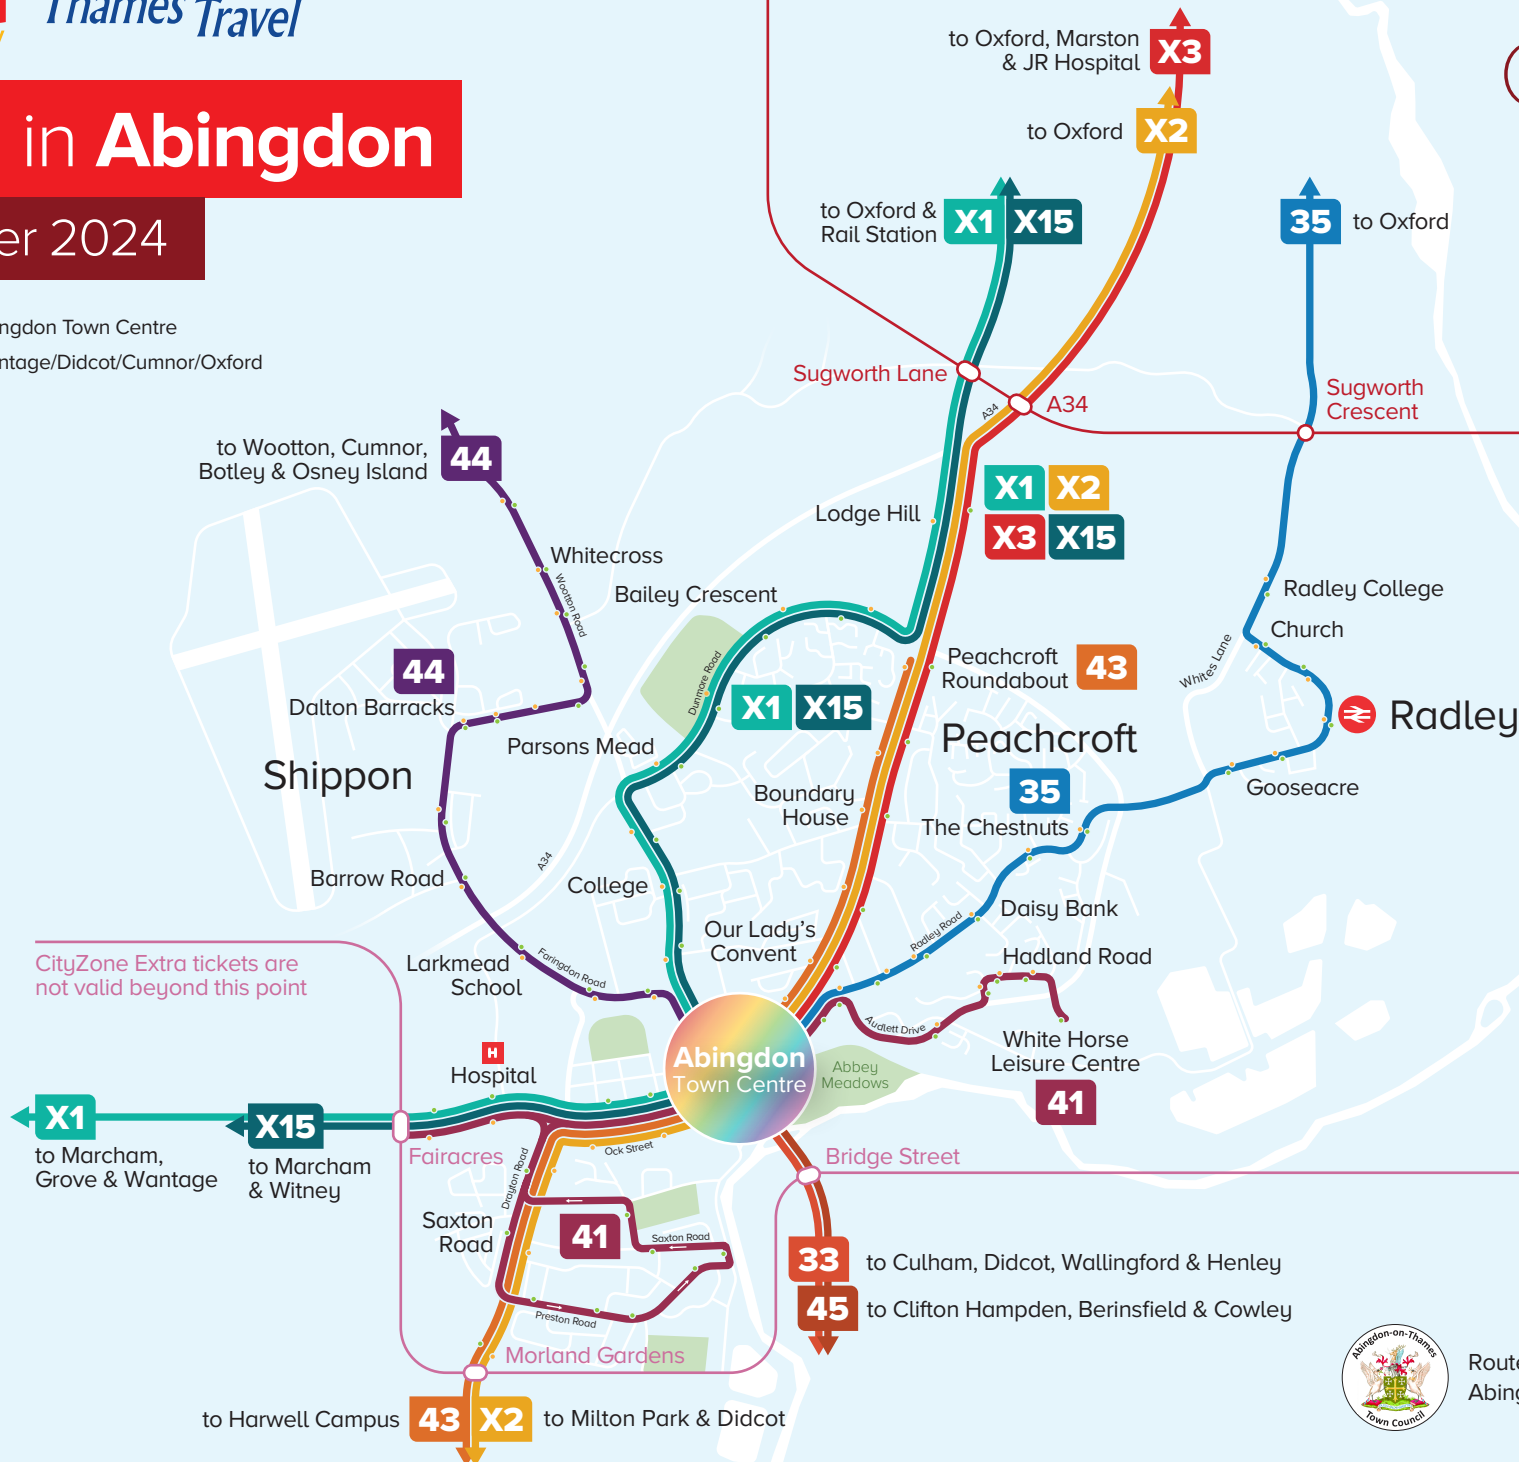 Thames Travel
in Abingdon
er 2024
ngdon Town Centre
ntage/Didcot/Cumnor/Oxford
to Oxford, Marston
& JR Hospital
X3
to Oxford
X2
to Oxford &
Rail Station
X1
X15
35
to Oxford
Sugworth Lane
A34
A34
Sugworth
Crescent
to Wootton, Cumnor,
Botley & Osney Island
44
X1
X2
X3
X15
Lodge Hill
Whitecross
Wootton Road
Bailey Crescent
Radley College
Church
Whites Lane
44
Dalton Barracks
Dunmore Road
X1
X15
Peachcroft
Roundabout
43
Radley
Parsons Mead
Peachcroft
Shippon
35
Boundary
House
The Chestnuts
Gooseacre
A34
Barrow Road
College
Our Lady's
Convent
Radley Road
Daisy Bank
CityZone Extra tickets are
not valid beyond this point
Larkmead
School
Faringdon Road
Hadland Road
Audlett Drive
White Horse
Leisure Centre
41
H
Hospital
Abingdon
Town Centre
Abbey
Meadows
X1
to Marcham,
Grove & Wantage
X15
to Marcham
& Witney
Fairacres
Drayton Road
Ock Street
Bridge Street
Saxton
Road
41
Saxton Road
Preston Road
33
to Culham, Didcot, Wallingford & Henley
45
to Clifton Hampden, Berinsfield & Cowley
Morland Gardens
to Harwell Campus
43
X2
to Milton Park & Didcot
Abingdon-on-Thames
Town Council
Route
Abing